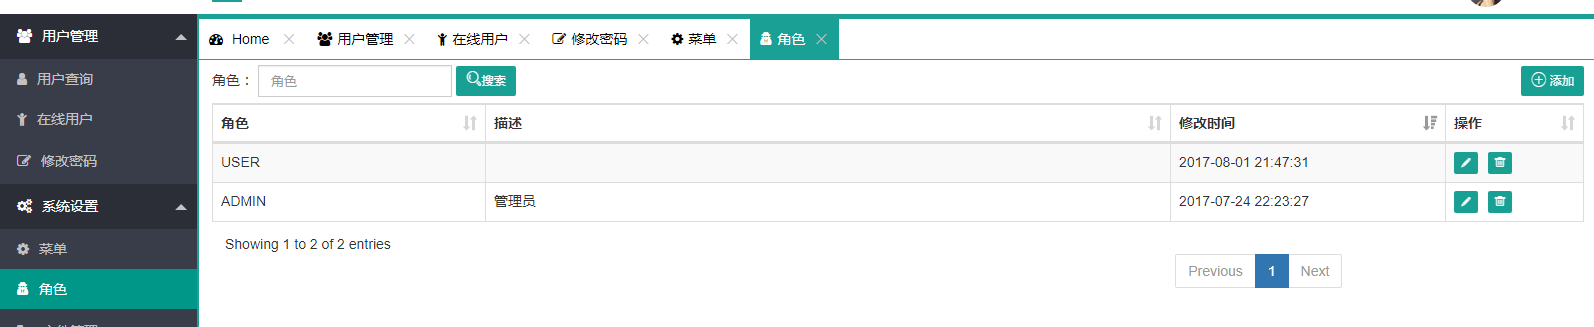 用户管理
用户查询
在线用户
修改密码
系统设置
菜单
角色
Home 用户管理 在线用户 修改密码 菜单 角色
角色： 角色 搜索 添加
角色 描述 修改时间 操作
USER 2017-08-01 21:47:31
ADMIN 管理员 2017-07-24 22:23:27
Showing 1 to 2 of 2 entries
Previous 1 Next